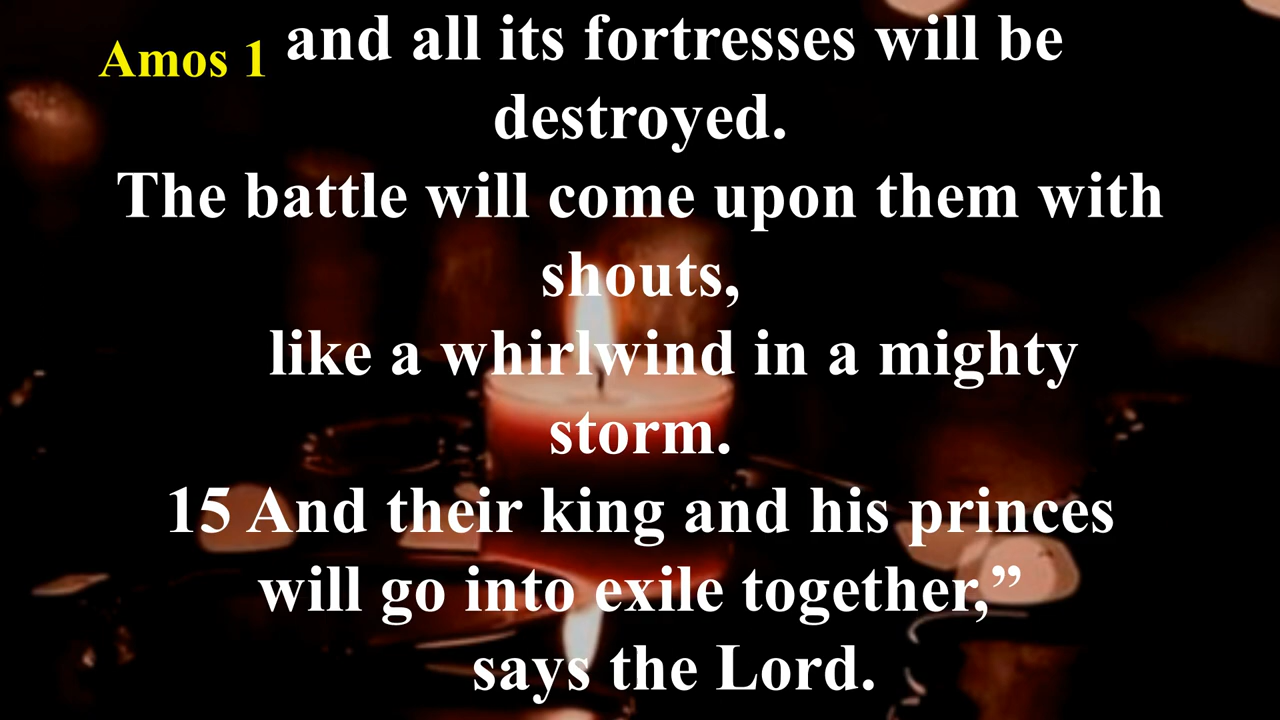 Amos 1
and all its fortresses will be
destroyed.
The battle will come upon them with
shouts,
like a whirlwind in a mighty
storm.
15 And their king and his princes
will go into exile together,”
says the Lord.